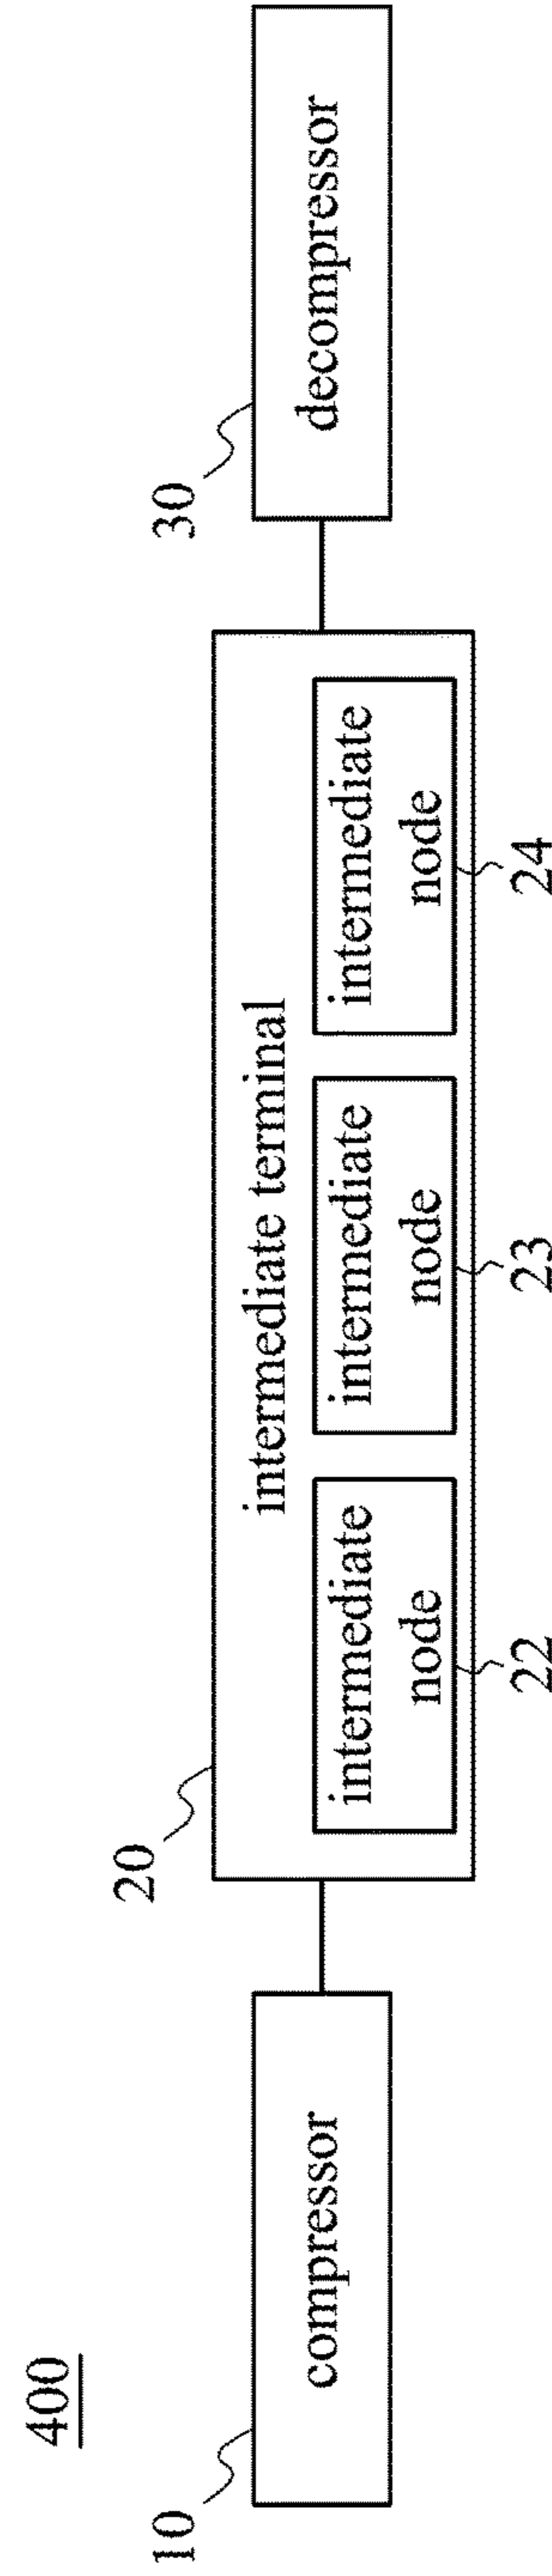 400
10
compressor
20
intermediate terminal
intermediate
node
22
intermediate
node
23
intermediate
node
24
30
decompressor